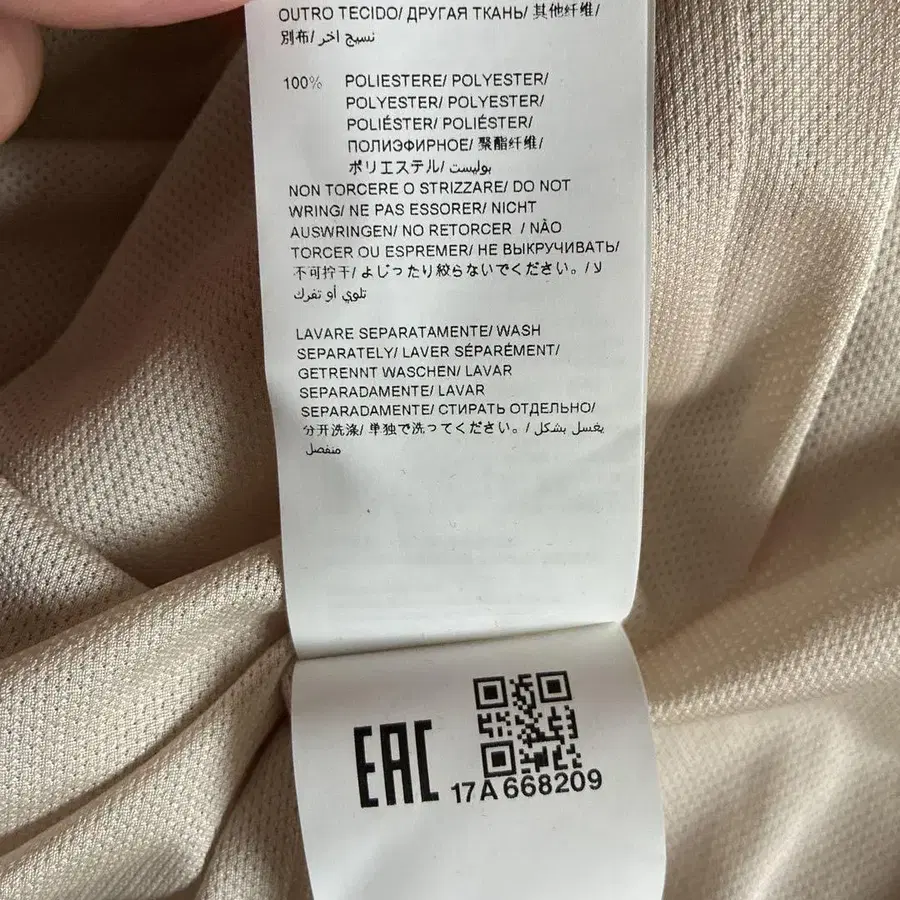 OUTRO TECIDO/ ДРУГАЯ ТКАНЬ/ 其他纤维/
別布/ نسيج اخر/
100% POLIESTERE/ POLYESTER/
POLYESTER/ POLYESTER/
POLIÉSTER/ POLIÉSTER/
ПОЛИЭФИРНОЕ/ 聚酯纤维/
ポリエステル/ بوليست
NON TORCERE O STRIZZARE/ DO NOT
WRING/ NE PAS ESSORER/ NICHT
AUSWRINGEN/ NO RETORCER / NÃO
TORCER OU ESPREMER/ НЕ ВЫКРУЧИВАТЬ/
不可拧干/ よじったり絞らないでください。/ لا
تلوي أو تفرك
LAVARE SEPARATAMENTE/ WASH
SEPARATELY/ LAVER SÉPARÉMENT/
GETRENNT WASCHEN/ LAVAR
SEPARADAMENTE/ LAVAR
SEPARADAMENTE/ СТИРАТЬ ОТДЕЛЬНО/
分开洗涤/ 単独で洗ってください。/ يغسل بشكل
منفصل
EAC
17A668209